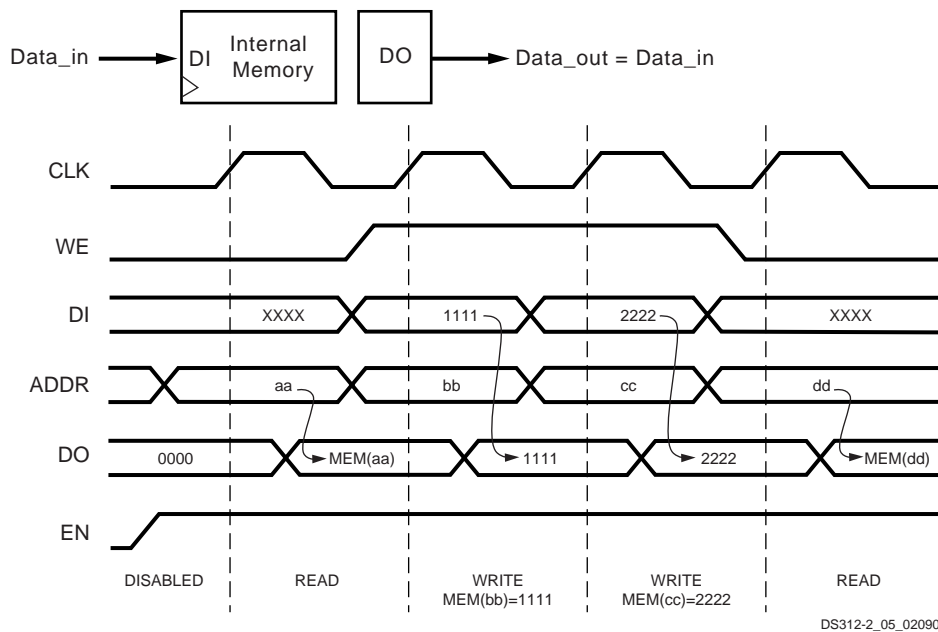 Data_in
DI
Internal
Memory
DO
Data_out = Data_in
CLK
WE
DI
XXXX
1111
2222
XXXX
ADDR
aa
bb
cc
dd
DO
0000
MEM(aa)
1111
2222
MEM(dd)
EN
DISABLED
READ
WRITE
MEM(bb)=1111
WRITE
MEM(cc)=2222
READ
DS312-2_05_02090